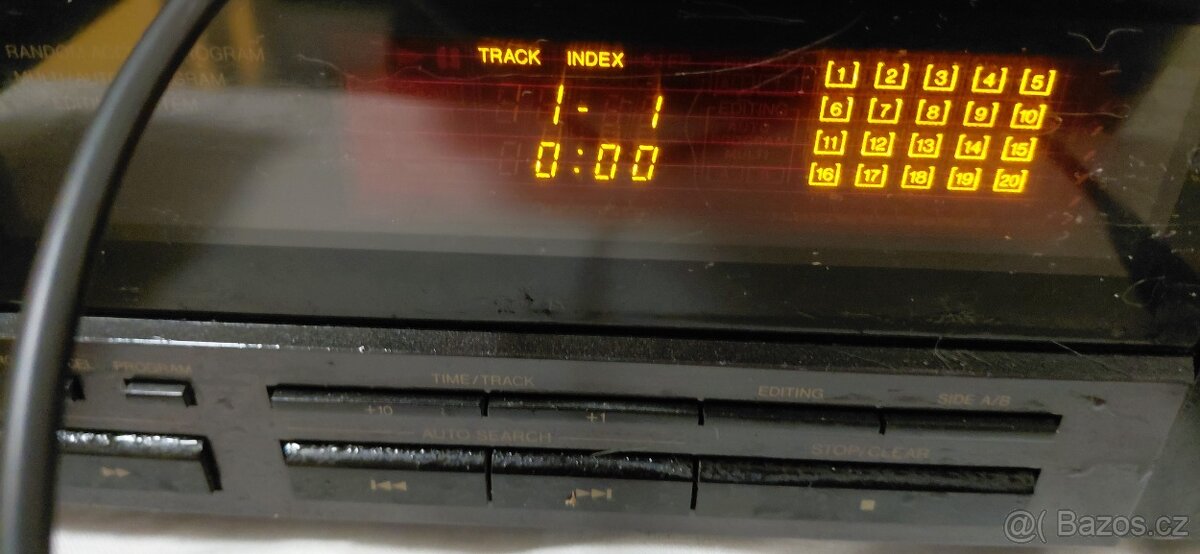 TRACK INDEX
1 - 1
0:00
[1] [2] [3] [4] [5]
[6] [7] [8] [9] [10]
[11] [12] [13] [14] [15]
[16] [17] [18] [19] [20]
EDITING
PROGRAM
TIME/TRACK
EDITING
SIDE A/B
+10
+1
AUTO SEARCH
STOP/CLEAR
@( Bazos.cz